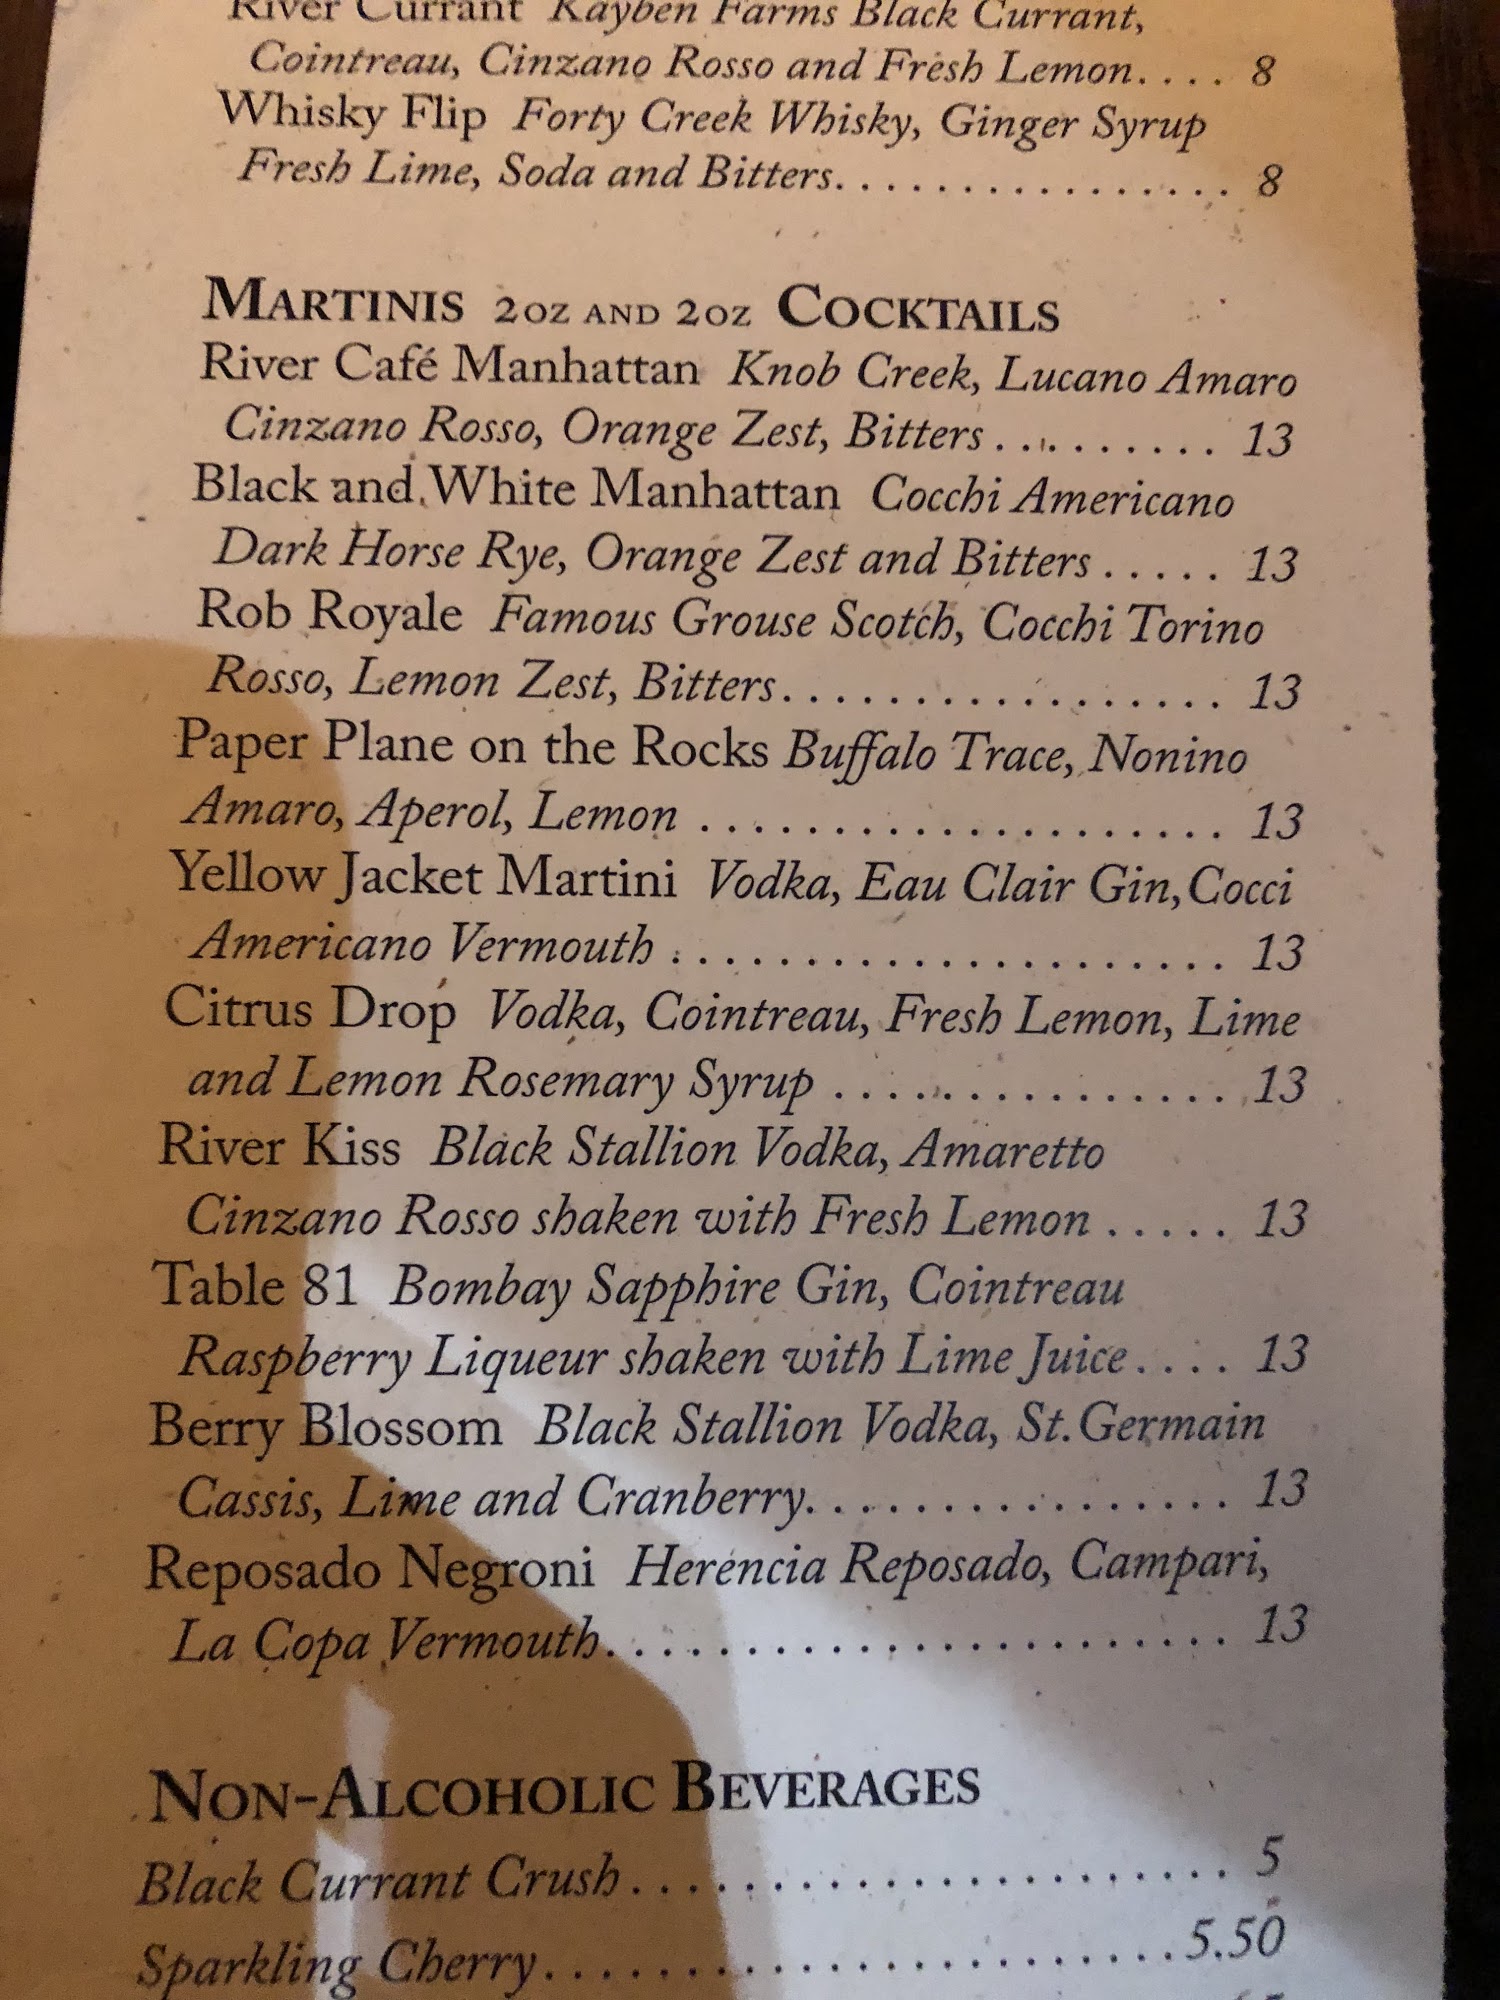 River Currant Kayben Farms Black Currant,
Cointreau, Cinzano Rosso and Fresh Lemon. . . . 8
Whisky Flip Forty Creek Whisky, Ginger Syrup
Fresh Lime, Soda and Bitters. . . . . . . . . . . . . . . . 8
MARTINIS 2OZ AND 2OZ COCKTAILS
River Café Manhattan Knob Creek, Lucano Amaro
Cinzano Rosso, Orange Zest, Bitters . . . . . . . . . 13
Black and White Manhattan Cocchi Americano
Dark Horse Rye, Orange Zest and Bitters . . . . . 13
Rob Royale Famous Grouse Scotch, Cocchi Torino
Rosso, Lemon Zest, Bitters. . . . . . . . . . . . . . . . . 13
Paper Plane on the Rocks Buffalo Trace, Nonino
Amaro, Aperol, Lemon . . . . . . . . . . . . . . . . . . . . 13
Yellow Jacket Martini Vodka, Eau Clair Gin, Cocci
Americano Vermouth . . . . . . . . . . . . . . . . . . . . . 13
Citrus Drop Vodka, Cointreau, Fresh Lemon, Lime
and Lemon Rosemary Syrup . . . . . . . . . . . . . . . 13
River Kiss Black Stallion Vodka, Amaretto
Cinzano Rosso shaken with Fresh Lemon . . . . . 13
Table 81 Bombay Sapphire Gin, Cointreau
Raspberry Liqueur shaken with Lime Juice . . . . 13
Berry Blossom Black Stallion Vodka, St. Germain
Cassis, Lime and Cranberry. . . . . . . . . . . . . . . . 13
Reposado Negroni Herencia Reposado, Campari,
La Copa Vermouth. . . . . . . . . . . . . . . . . . . . . . . . 13
NON-ALCOHOLIC BEVERAGES
Black Currant Crush . . . . . . . . . . . . . . . . . . . . . . . 5
Sparkling Cherry. . . . . . . . . . . . . . . . . . . . . . . . 5.50